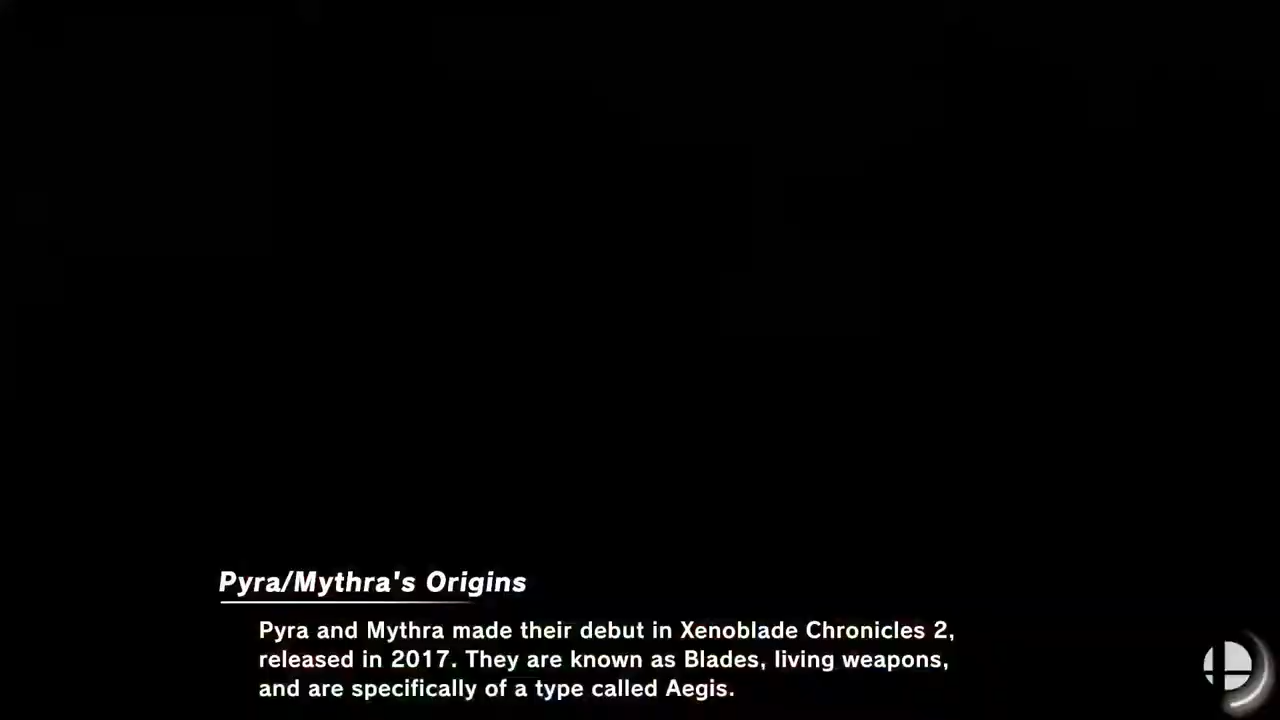 Pyra/Mythra's Origins
Pyra and Mythra made their debut in Xenoblade Chronicles 2,
released in 2017. They are known as Blades, living weapons,
and are specifically of a type called Aegis.